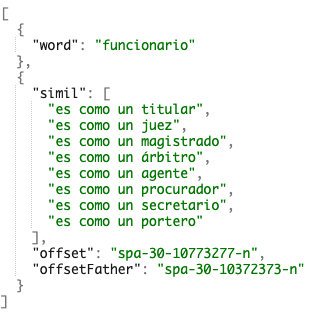 [
{
"word": "funcionario"
},
{
"simil": [
"es como un titular",
"es como un juez",
"es como un magistrado",
"es como un árbitro",
"es como un agente",
"es como un procurador",
"es como un secretario",
"es como un portero"
],
"offset": "spa-30-10773277-n",
"offsetFather": "spa-30-10372373-n"
}
]